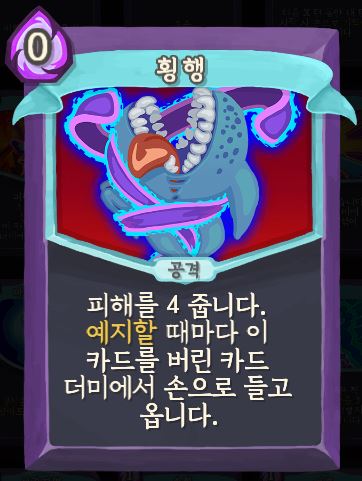 0
횡행
공격
피해를 4 줍니다.
예지할 때마다 이
카드를 버린 카드
더미에서 손으로 들고
옵니다.